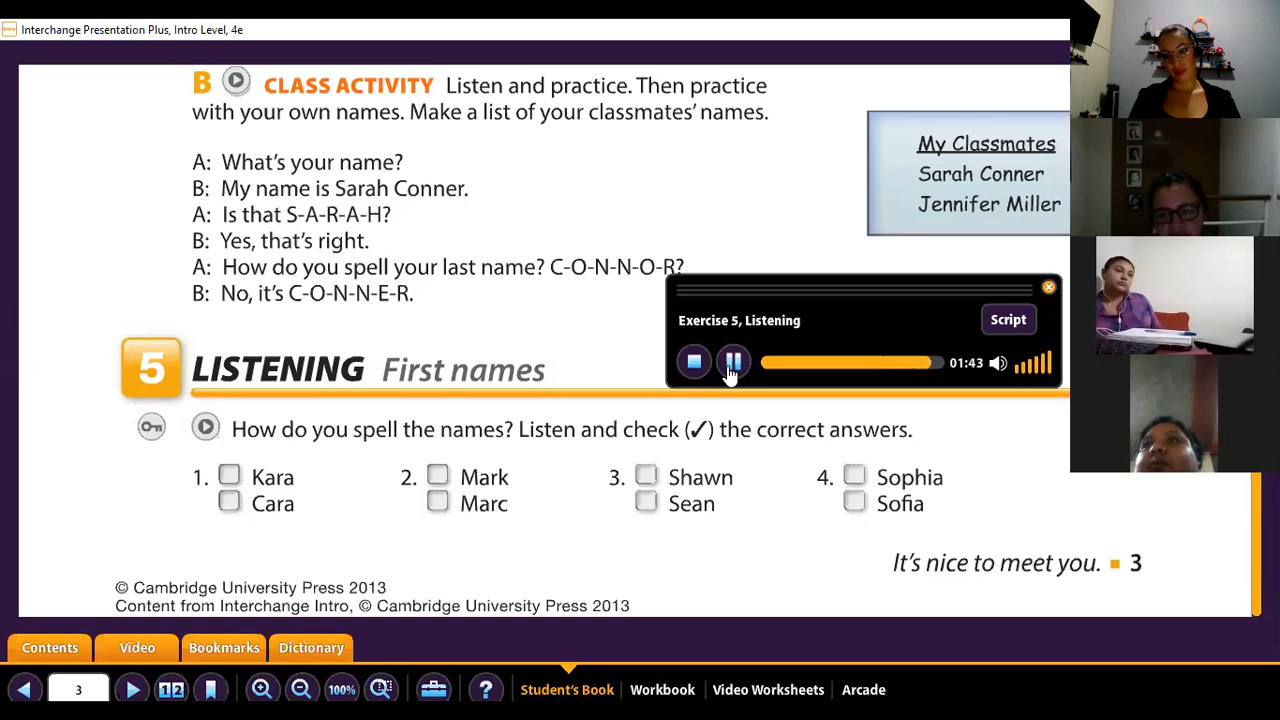 Interchange Presentation Plus, Intro Level, 4e
B CLASS ACTIVITY Listen and practice. Then practice
with your own names. Make a list of your classmates' names.
A: What's your name?
B: My name is Sarah Conner.
A: Is that S-A-R-A-H?
B: Yes, that's right.
A: How do you spell your last name? C-O-N-N-O-R?
B: No, it's C-O-N-N-E-R.
My Classmates
Sarah Conner
Jennifer Miller
Exercise 5, Listening
Script
01:43
5 LISTENING First names
How do you spell the names? Listen and check (✓) the correct answers.
1. Kara
Cara
2. Mark
Marc
3. Shawn
Sean
4. Sophia
Sofia
It's nice to meet you. ■ 3
© Cambridge University Press 2013
Content from Interchange Intro, © Cambridge University Press 2013
Contents Video Bookmarks Dictionary
3 12 100% ? Student's Book Workbook Video Worksheets Arcade